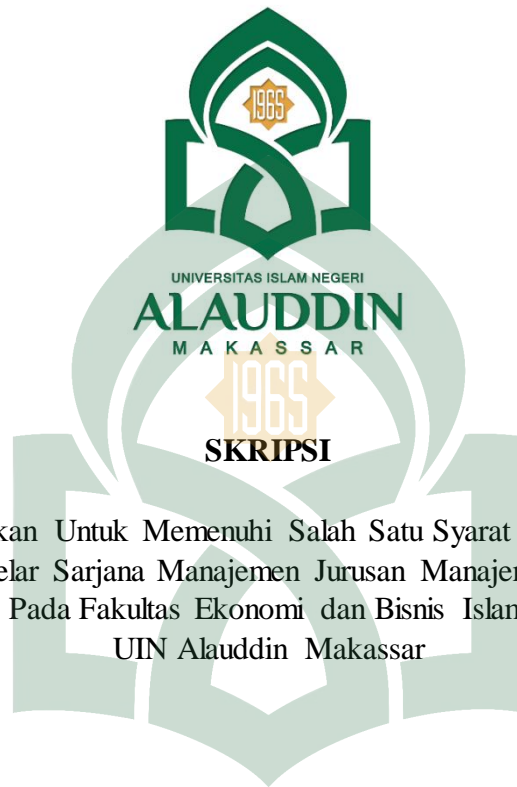 1965
UNIVERSITAS ISLAM NEGERI
ALAUDDIN
MAKASSAR
1965
SKRIPSI
kan Untuk Memenuhi Salah Satu Syarat
elar Sarjana Manajemen Jurusan Manajem
Pada Fakultas Ekonomi dan Bisnis Islam
UIN Alauddin Makassar